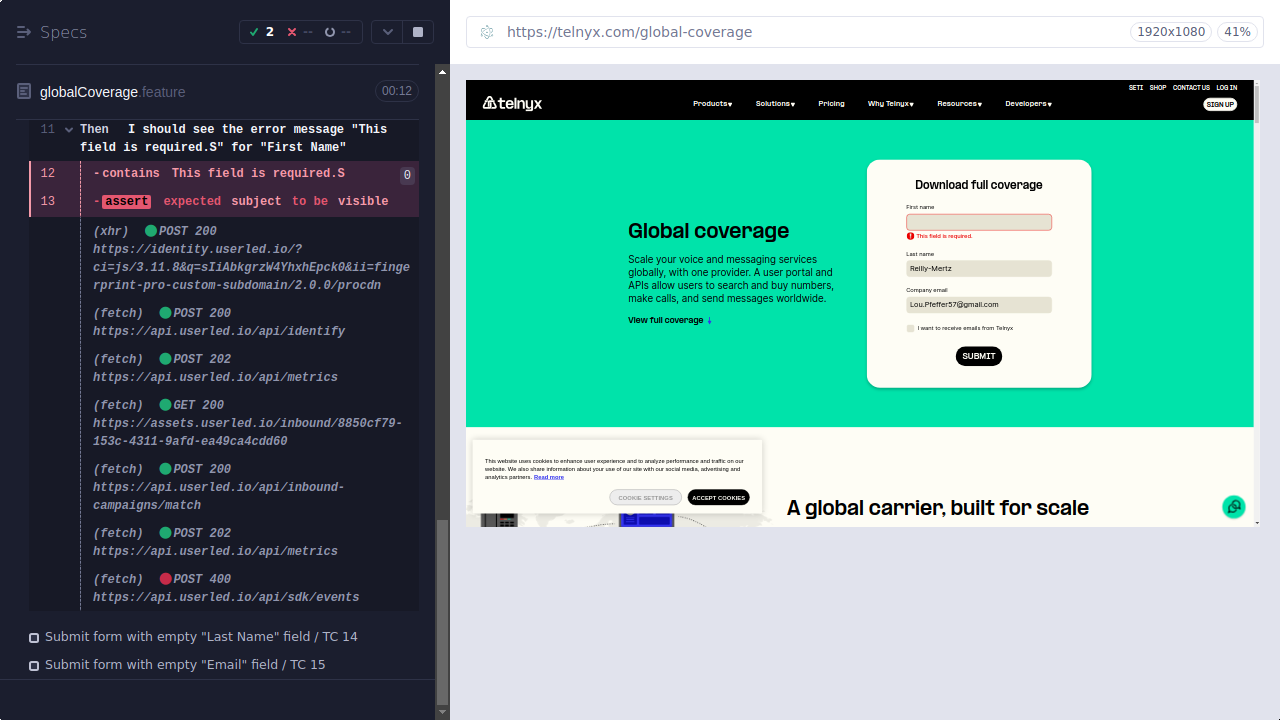 Specs
2
--
--
globalCoverage.feature
00:12
11 Then I should see the error message "This
field is required.S" for "First Name"
12 -contains This field is required.S 0
13 -assert expected subject to be visible
(xhr) POST 200
https://identity.userled.io/?
ci=js/3.11.8&q=sIiAbkgrzW4YhxhEpck0&ii=finge
rprint-pro-custom-subdomain/2.0.0/procdn
(fetch) POST 200
https://api.userled.io/api/identify
(fetch) POST 202
https://api.userled.io/api/metrics
(fetch) GET 200
https://assets.userled.io/inbound/8850cf79-
153c-4311-9afd-ea49ca4cdd60
(fetch) POST 200
https://api.userled.io/api/inbound-
campaigns/match
(fetch) POST 202
https://api.userled.io/api/metrics
(fetch) POST 400
https://api.userled.io/api/sdk/events
Submit form with empty "Last Name" field / TC 14
Submit form with empty "Email" field / TC 15
https://telnyx.com/global-coverage
1920x1080
41%
SETI SHOP CONTACT US LOG IN
telnyx
Products Solutions Pricing Why Telnyx Resources Developers
SIGN UP
Global coverage
Scale your voice and messaging services
globally, with one provider. A user portal and
APIs allow users to search and buy numbers,
make calls, and send messages worldwide.
View full coverage ↓
Download full coverage
First name
This field is required.
Last name
Reilly-Mertz
Company email
Lou.Pfeffer57@gmail.com
I want to receive emails from Telnyx
SUBMIT
This website uses cookies to enhance user experience and to analyze performance and traffic on our
website. We also share information about your use of our site with our social media, advertising and
analytics partners. Read more
COOKIE SETTINGS
ACCEPT COOKIES
A global carrier, built for scale